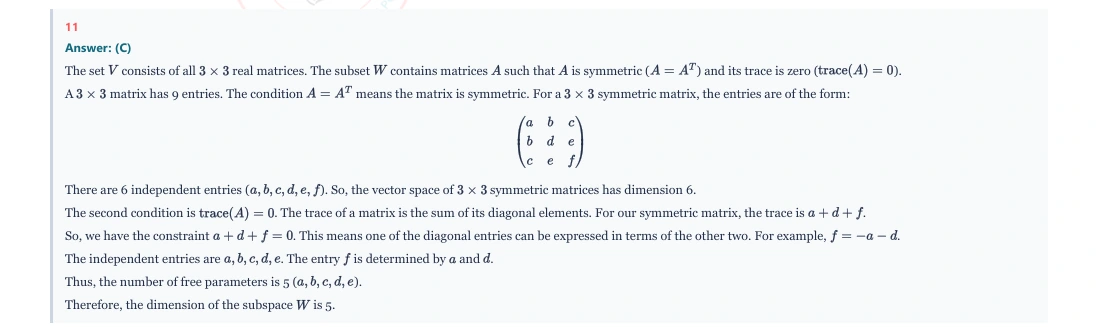 11
Answer: (C)
The set V consists of all 3 × 3 real matrices. The subset W contains matrices A such that A is symmetric (A = Aᵀ) and its trace is zero (trace(A) = 0).
A 3 × 3 matrix has 9 entries. The condition A = Aᵀ means the matrix is symmetric. For a 3 × 3 symmetric matrix, the entries are of the form:
a b c
b d e
c e f
There are 6 independent entries (a, b, c, d, e, f). So, the vector space of 3 × 3 symmetric matrices has dimension 6.
The second condition is trace(A) = 0. The trace of a matrix is the sum of its diagonal elements. For our symmetric matrix, the trace is a + d + f.
So, we have the constraint a + d + f = 0. This means one of the diagonal entries can be expressed in terms of the other two. For example, f = −a − d.
The independent entries are a, b, c, d, e. The entry f is determined by a and d.
Thus, the number of free parameters is 5 (a, b, c, d, e).
Therefore, the dimension of the subspace W is 5.